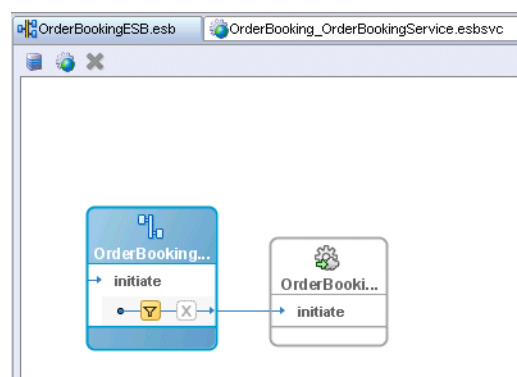 OrderBookingESB.esb
OrderBooking_OrderBookingService.esbsvc
OrderBooking...
initiate
X
OrderBooki...
initiate